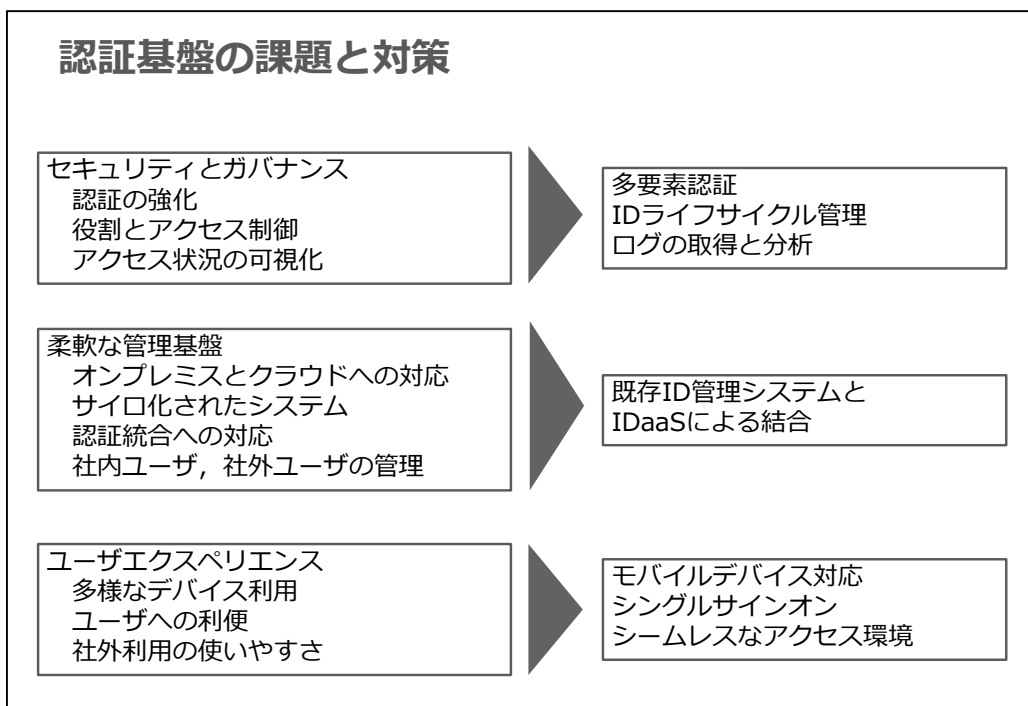 認証基盤の課題と対策
セキュリティとガバナンス
認証の強化
役割とアクセス制御
アクセス状況の可視化
多要素認証
IDライフサイクル管理
ログの取得と分析
柔軟な管理基盤
オンプレミスとクラウドへの対応
サイロ化されたシステム
認証統合への対応
社内ユーザ，社外ユーザの管理
既存ID管理システムと
IDaaSによる結合
ユーザエクスペリエンス
多様なデバイス利用
ユーザへの利便
社外利用の使いやすさ
モバイルデバイス対応
シングルサインオン
シームレスなアクセス環境